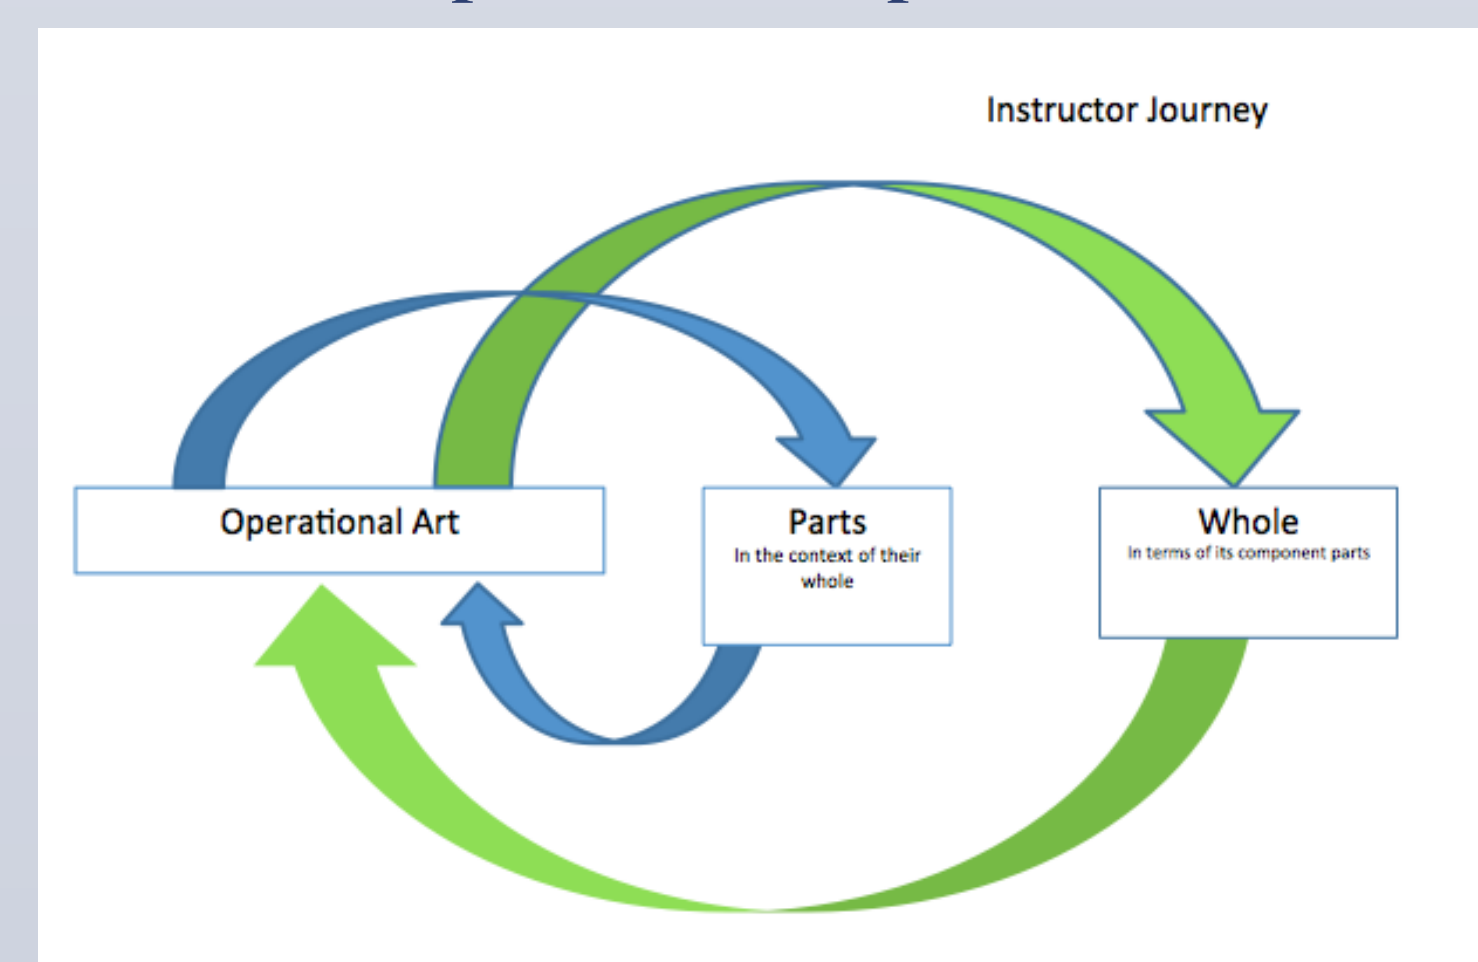 Instructor Journey
Operational Art
Parts
In the context of their
whole
Whole
In terms of its component parts